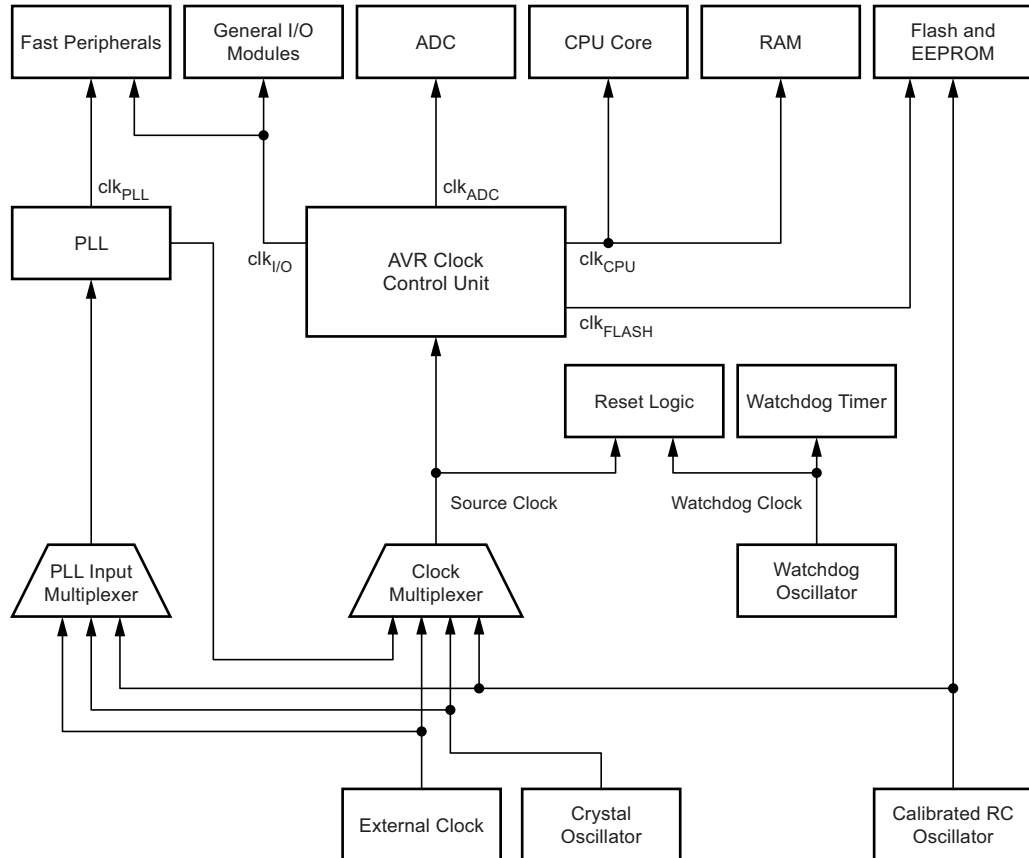 Fast Peripherals
General I/O
Modules
ADC
CPU Core
RAM
Flash and
EEPROM
clkPLL
clkADC
PLL
AVR Clock
Control Unit
clkI/O
clkCPU
clkFLASH
Reset Logic
Watchdog Timer
Source Clock
Watchdog Clock
PLL Input
Multiplexer
Clock
Multiplexer
Watchdog
Oscillator
External Clock
Crystal
Oscillator
Calibrated RC
Oscillator